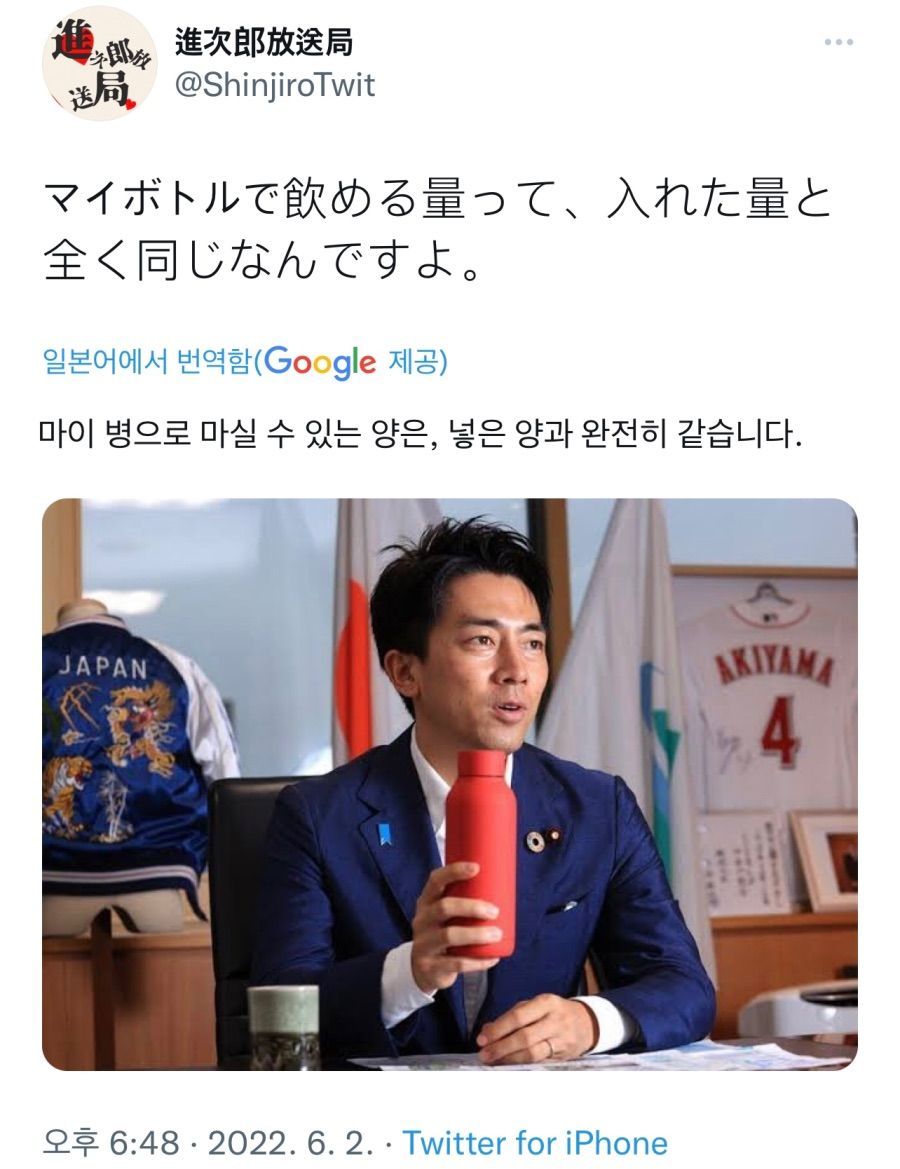 進次郎放送局
進次郎放送局
@ShinjiroTwit
マイボトルで飲める量って、入れた量と
全く同じなんですよ。
일본어에서 번역함(Google 제공)
마이 병으로 마실 수 있는 양은, 넣은 양과 완전히 같습니다.
JAPAN
AKIYAMA
4
오후 6:48 · 2022. 6. 2. · Twitter for iPhone